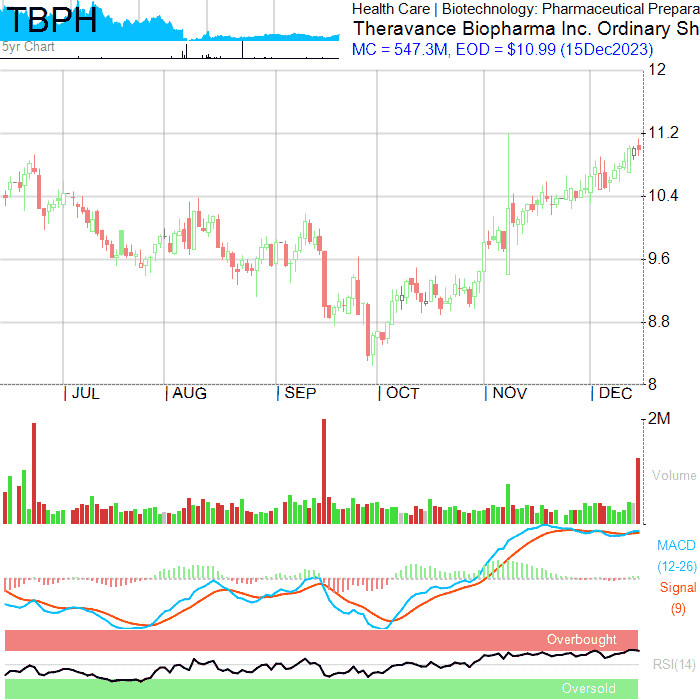 TBPH
5yr Chart
Health Care | Biotechnology: Pharmaceutical Prepara
Theravance Biopharma Inc. Ordinary Sh
MC = 547.3M, EOD = $10.99 (15Dec2023)
12
11.2
10.4
9.6
8.8
8
| JUL | AUG | SEP | OCT | NOV | DEC
2M
Volume
MACD
(12-26)
Signal
(9)
Overbought
RSI(14)
Oversold